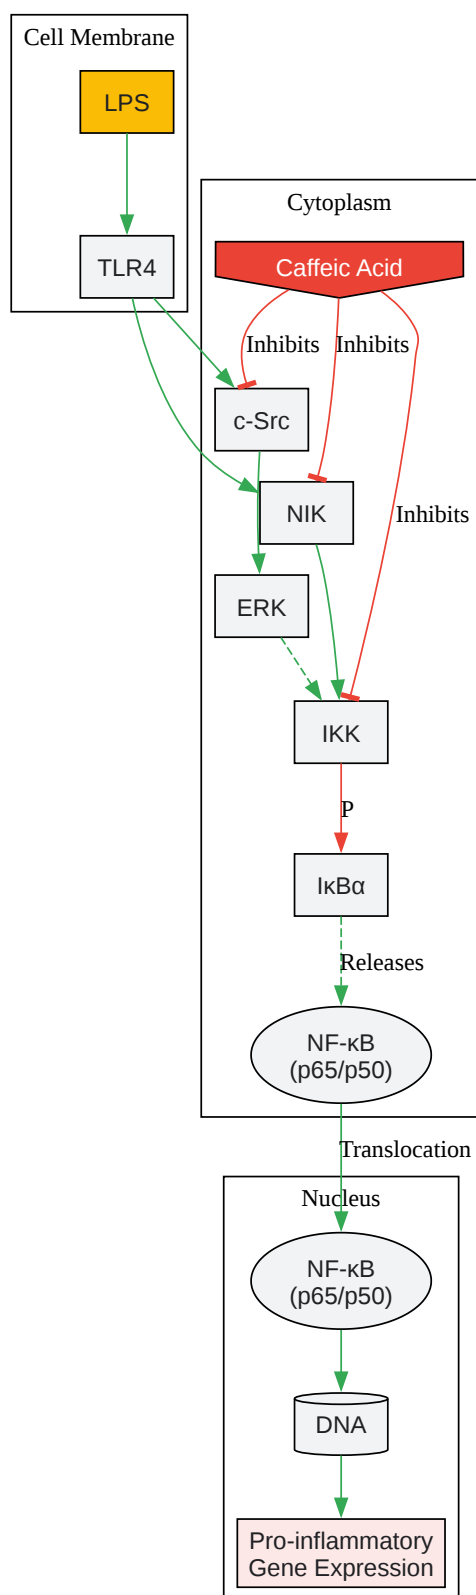 Cell Membrane
LPS
TLR4
Cytoplasm
Caffeic Acid
Inhibits
Inhibits
Inhibits
c-Src
NIK
ERK
IKK
P
IκBα
Releases
NF-κB
(p65/p50)
Translocation
Nucleus
NF-κB
(p65/p50)
DNA
Pro-inflammatory
Gene Expression